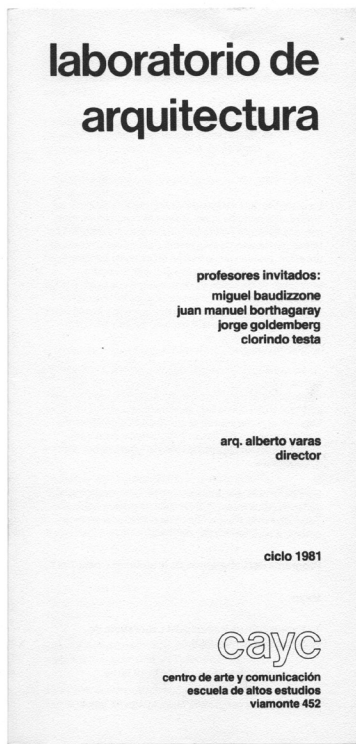 laboratorio de
arquitectura
profesores invitados:
miguel baudizzone
juan manuel borthagaray
jorge goldemberg
clorindo testa
arq. alberto varas
director
ciclo 1981
cayc
centro de arte y comunicación
escuela de altos estudios
viamonte 452